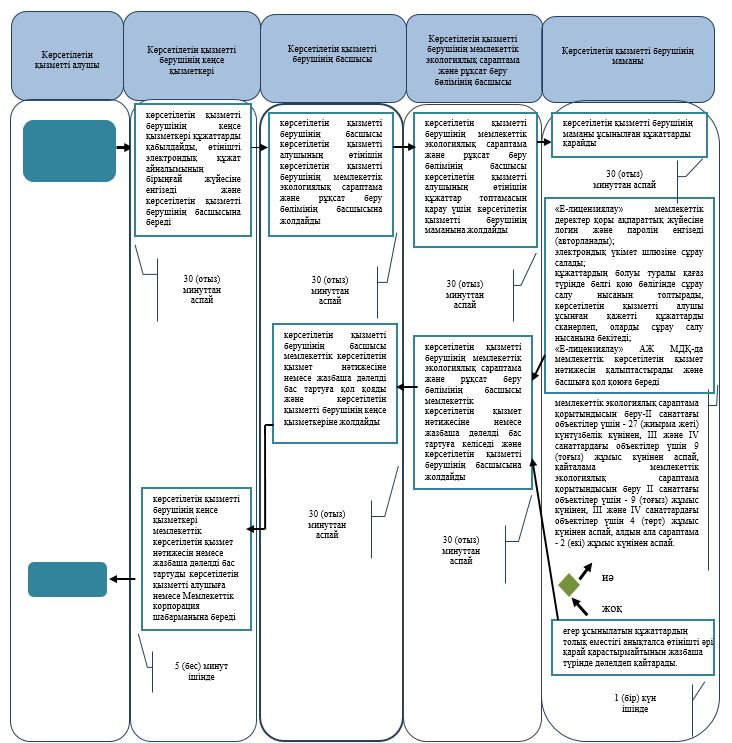 Көрсетілетін
қызметті алушы
Көрсетілетін қызметті
берушінің кеңсе
қызметкері
Көрсетілетін қызметті
берушінің басшысы
Көрсетілетін қызметті
берушінің мемлекеттік
экологиялық сараптама
және рұқсат беру
бөлімінің басшысы
Көрсетілетін қызметті берушінің
маманы
көрсетілетін қызметті
берушінің кеңсе
қызметкері құжаттарды
қабылдайды, өтінішті
электрондық құжат
айналымының
бірыңғай жүйесіне
енгізеді және
көрсетілетін қызметті
берушінің басшысына
береді
30 (отыз)
минуттан
аспай
көрсетілетін қызметті
берушінің басшысы
көрсетілетін қызметті
алушының өтінішін
көрсетілетін қызметті
берушінің мемлекеттік
экологиялық сараптама
және рұқсат беру
бөлімінің басшысына
жолдайды
30 (отыз)
минуттан
аспай
көрсетілетін қызметті
берушінің мемлекеттік
экологиялық сараптама
және рұқсат беру
бөлімінің басшысы
көрсетілетін қызметті
алушының өтінішін
құжаттар топтамасын
қарау үшін көрсетілетін
қызметті берушінің
маманына жолдайды
30 (отыз)
минуттан
аспай
көрсетілетін қызметті берушінің
маманы ұсынылған құжаттарды
қарайды
30 (отыз)
минуттан аспай
«Е-лицензиялау» мемлекеттік
деректер қоры ақпараттық жүйесіне
логин және паролін енгізеді
(авторланады);
электрондық үкімет шлюзіне сұрау
салады;
құжаттардың болуы туралы қағаз
түрінде белгі қою бөлігінде сұрау
салу нысанын толтырады,
көрсетілетін қызметті алушы
ұсынған қажетті құжаттарды
сканерлеп, оларды сұрау салу
нысанына бекітеді;
«Е-лицензиялау» АЖ МДҚ-да
мемлекеттік көрсетілетін қызмет
нәтижесін қалыптастырады және
басшыға қол қоюға береді
мемлекеттік экологиялық сараптама
қорытындысын беру-II санаттағы
объектілер үшін - 27 (жиырма жеті)
күнтүзбелік күнінен, III және IV
санаттардағы объектілер үшін 9
(тоғыз) жұмыс күнінен аспай,
қайталама мемлекеттік
экологиялық сараптама
қорытындысын беру II санаттағы
объектілер үшін - 9 (тоғыз) жұмыс
күнінен, III және IV санаттардағы
объектілер үшін 4 (төрт) жұмыс
күнінен аспай, алдын ала сараптама
- 2 (екі) жұмыс күнінен аспай.
иә
жоқ
егер ұсынылатын құжаттардың
толық еместігі анықталса өтінішті әрі
қарай қарастырмайтынын жазбаша
түрінде дәлелдеп қайтарады.
1 (бір) күн
ішінде
көрсетілетін қызметті
берушінің мемлекеттік
экологиялық сараптама
және рұқсат беру
бөлімінің басшысы
мемлекеттік
көрсетілетін қызмет
нәтижесіне немесе
жазбаша дәлелді бас
тартуға келіседі және
көрсетілетін қызметті
берушінің басшысына
жолдайды
30 (отыз)
минуттан
аспай
көрсетілетін қызметті
берушінің басшысы
мемлекеттік көрсетілетін
қызмет нәтижесіне
немесе жазбаша дәлелді
бас тартуға қол қояды
және көрсетілетін
қызметті берушінің кеңсе
қызметкеріне жолдайды
30 (отыз)
минуттан
аспай
көрсетілетін қызметті
берушінің кеңсе
қызметкері
мемлекеттік
көрсетілетін қызмет
нәтижесін немесе
жазбаша дәлелді бас
тартуды көрсетілетін
қызметті алушыға
немесе Мемлекеттік
корпорация
шабарманына береді
5 (бес) минут
ішінде